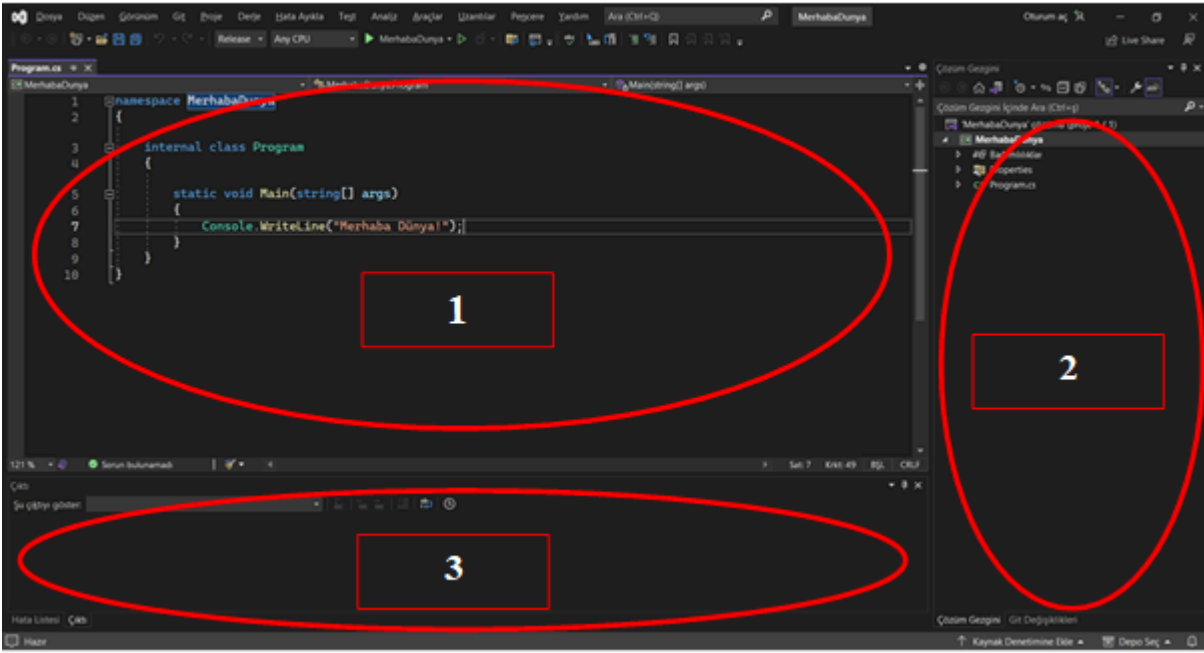 Dosya Düzen Görünüm Git Proje Derle Hata Ayıkla Test Analiz Araçlar Uzantılar Pencere Yardım Ara (Ctrl+Q) MerhabaDunya Oturum aç
Release Any CPU MerhabaDunya Live Share
Program.cs
MerhabaDunya Main(string[] args)
1 namespace MerhabaDunya
2 {
3 internal class Program
4 {
5 static void Main(string[] args)
6 {
7 Console.WriteLine("Merhaba Dünya!");
8 }
9 }
10 }
1
121 % Sorun bulunamadı Sat: 7 Krkt: 49 BŞL CRLF
Çıktı
Şu çıktıyı göster:
3
Hata Listesi Çıktı
Çözüm Gezgini
Çözüm Gezgini İçinde Ara (Ctrl+ş)
'MerhabaDunya'
MerhabaDunya
Bağımlılıklar
Properties
Program.cs
2
Çözüm Gezgini Git Değişiklikleri
Hazır Kaynak Denetimine Ekle Depo Seç